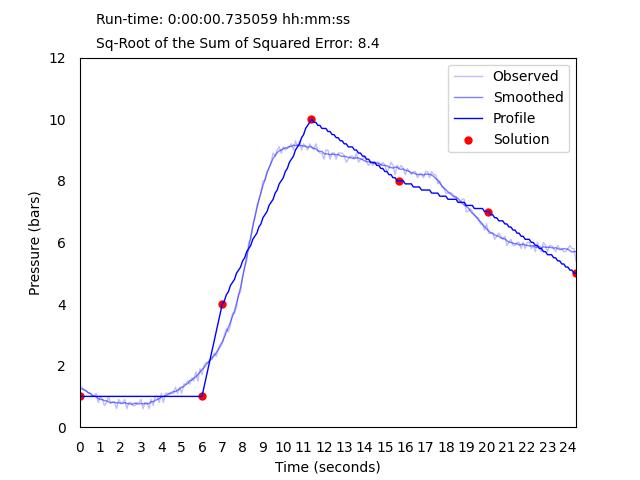 Run-time: 0:00:00.735059 hh:mm:ss
Sq-Root of the Sum of Squared Error: 8.4
12
10
8
6
4
2
0
Pressure (bars)
Observed
Smoothed
Profile
Solution
0 1 2 3 4 5 6 7 8 9 10 11 12 13 14 15 16 17 18 19 20 21 22 23 24
Time (seconds)